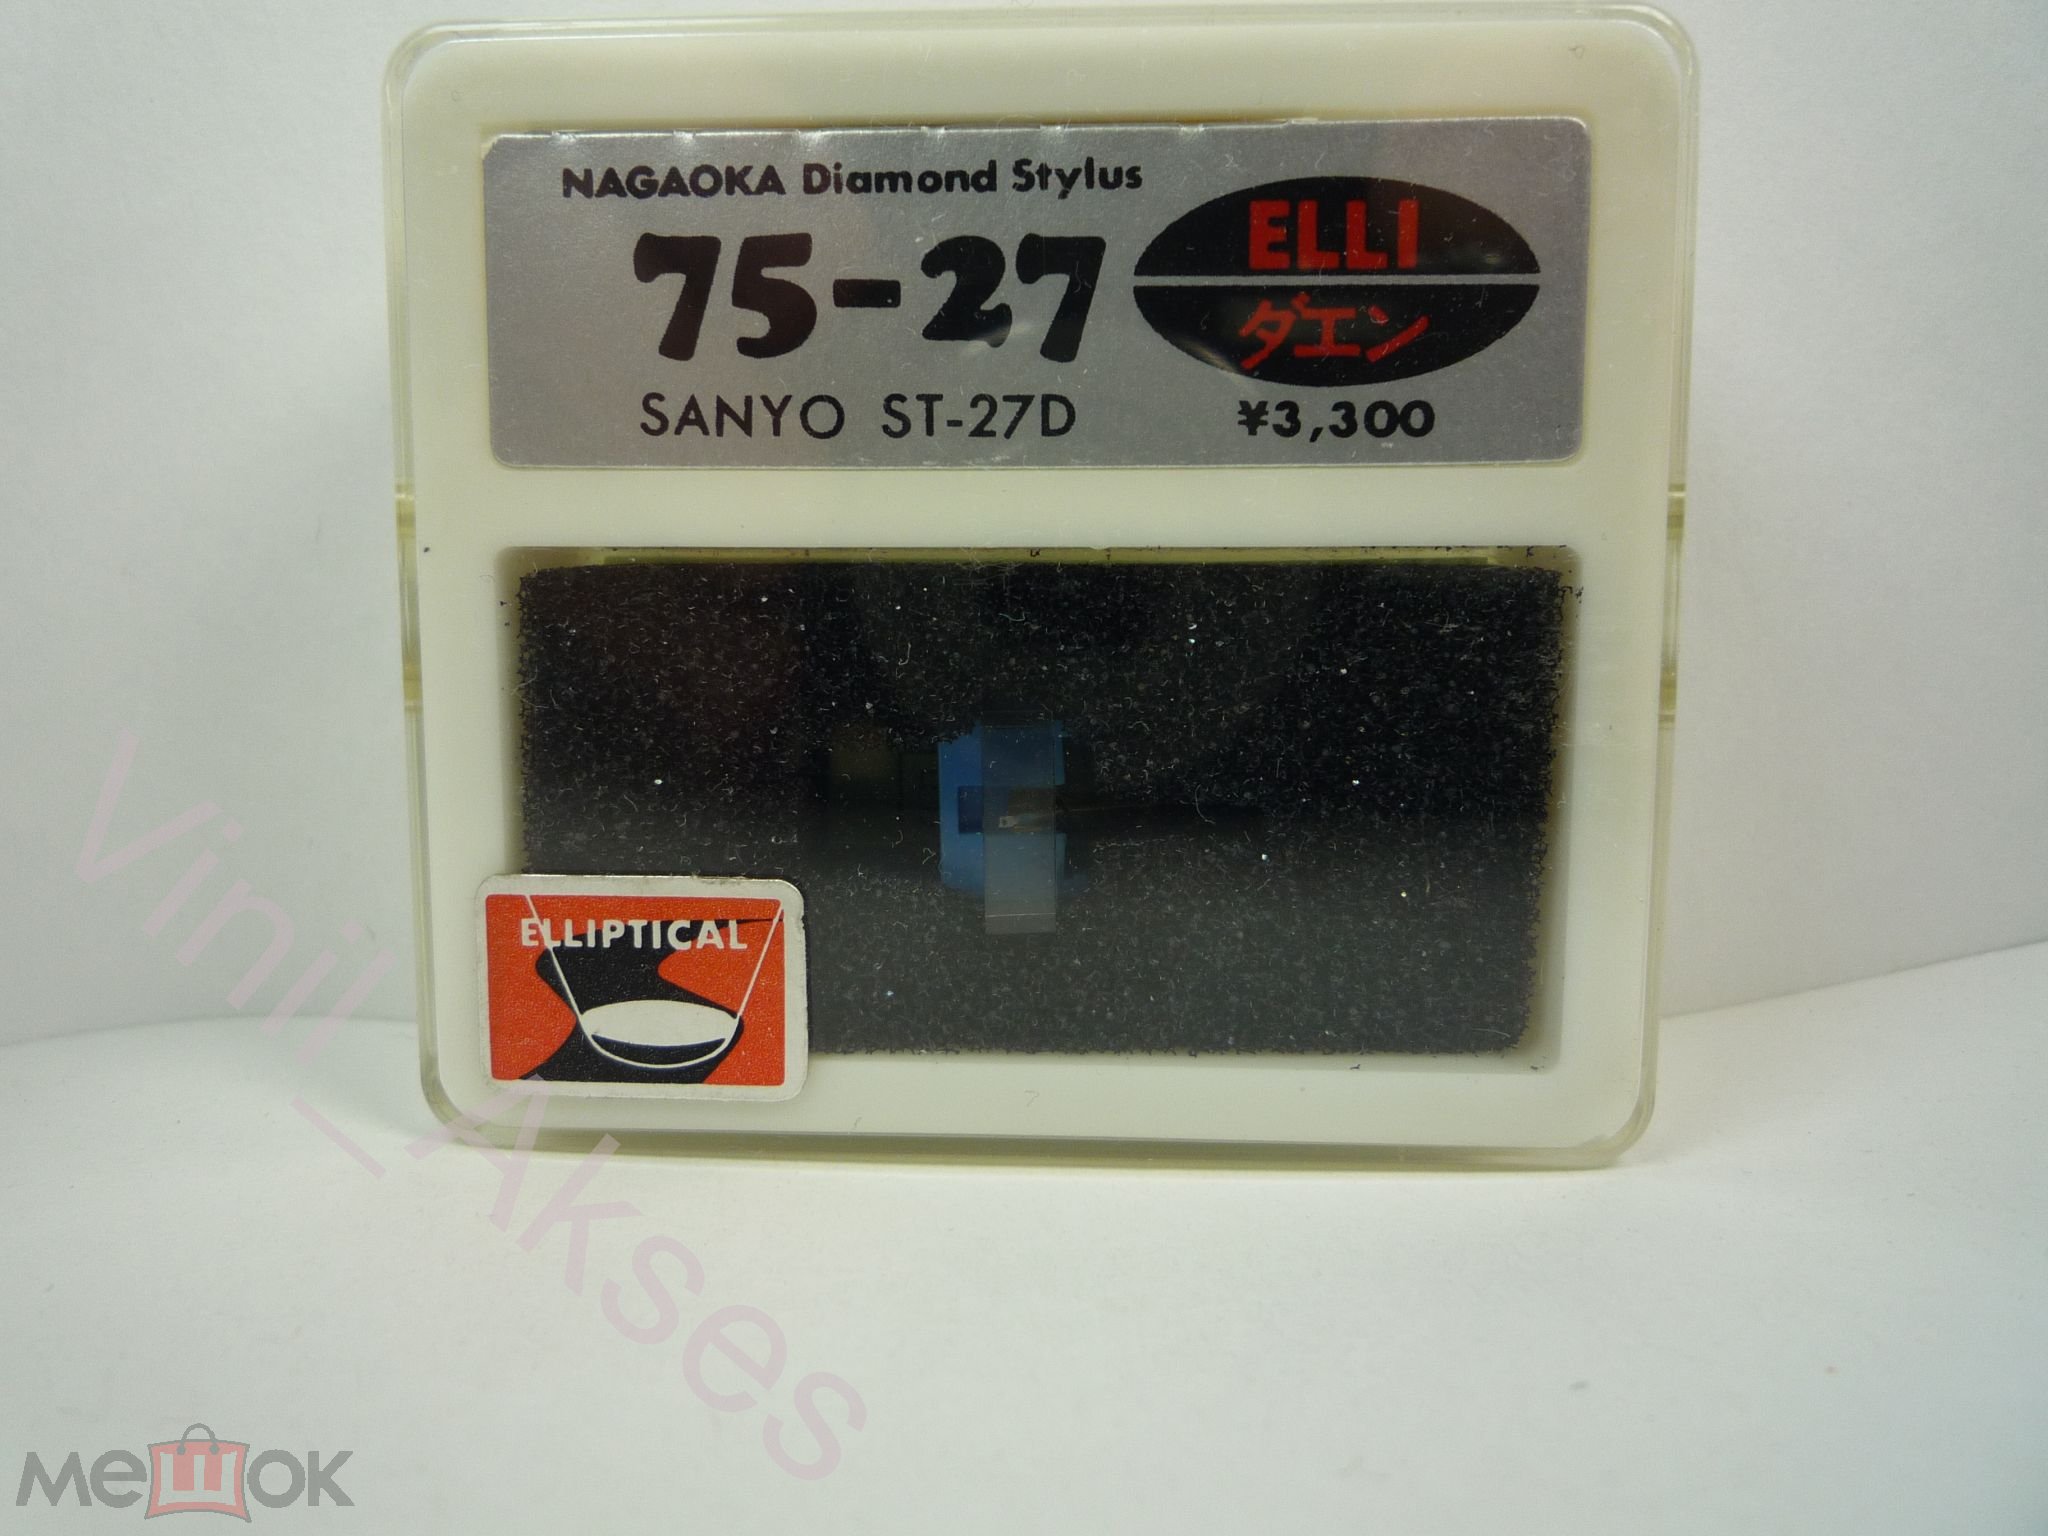 NAGAOKA Diamond Stylus
75-27
ELLI
ダエン
SANYO ST-27D
¥3,300
ELLIPTICAL
Vinil_Akses
мешок